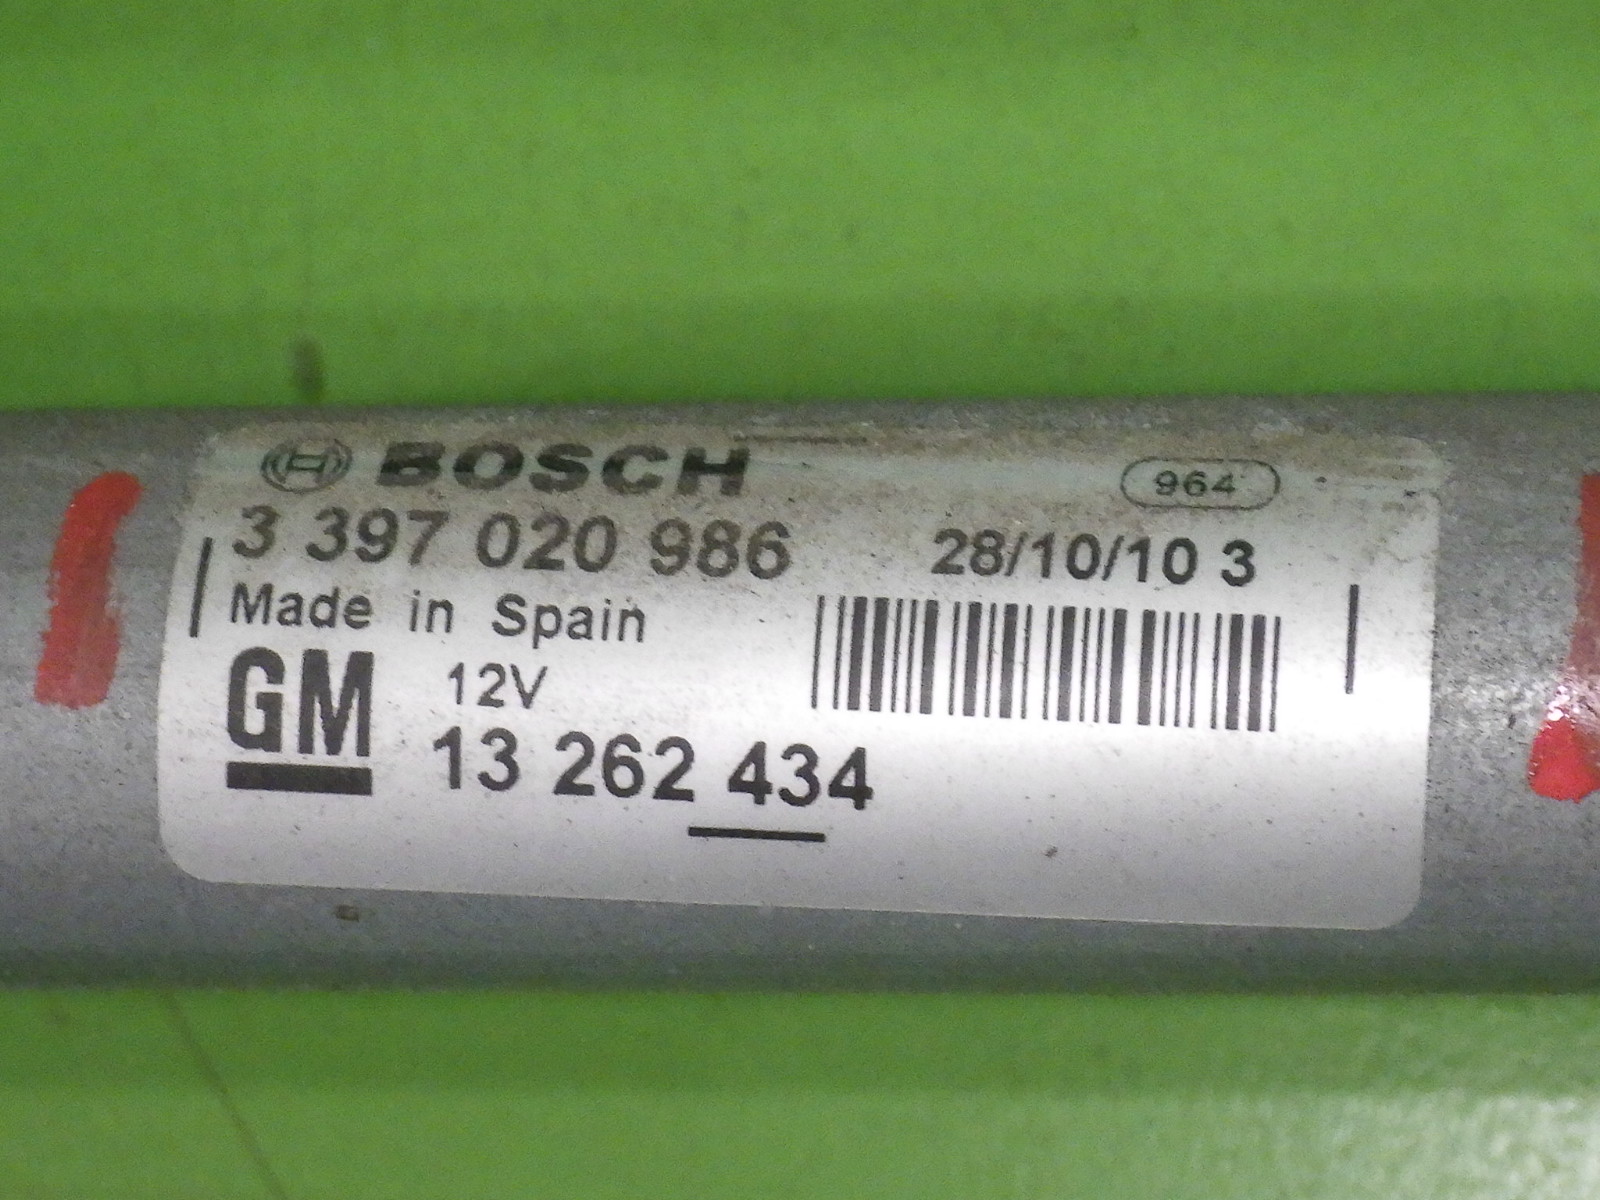 BOSCH 964
3 397 020 986 28/10/10 3
Made in Spain
GM 12V
13 262 434